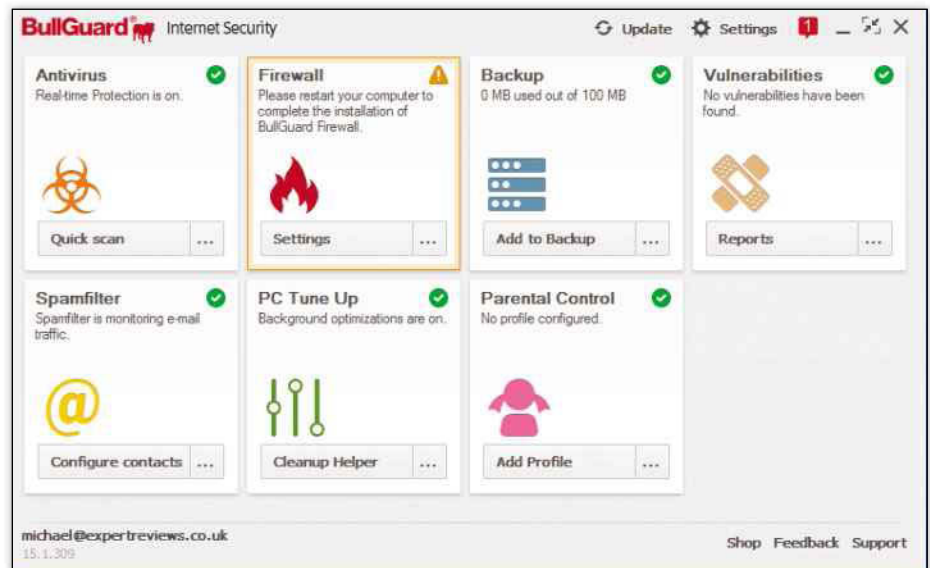 BullGuard Internet Security
Update Settings 1
Antivirus
Real-time Protection is on.
Quick scan ...
Firewall
Please restart your computer to
complete the installation of
BullGuard Firewall.
Settings ...
Backup
0 MB used out of 100 MB
Add to Backup ...
Vulnerabilities
No vulnerabilities have been
found.
Reports ...
Spamfilter
Spamfilter is monitoring e-mail
traffic.
@
Configure contacts ...
PC Tune Up
Background optimizations are on.
Cleanup Helper ...
Parental Control
No profile configured.
Add Profile ...
michael@expertreviews.co.uk
15.1.309
Shop Feedback Support